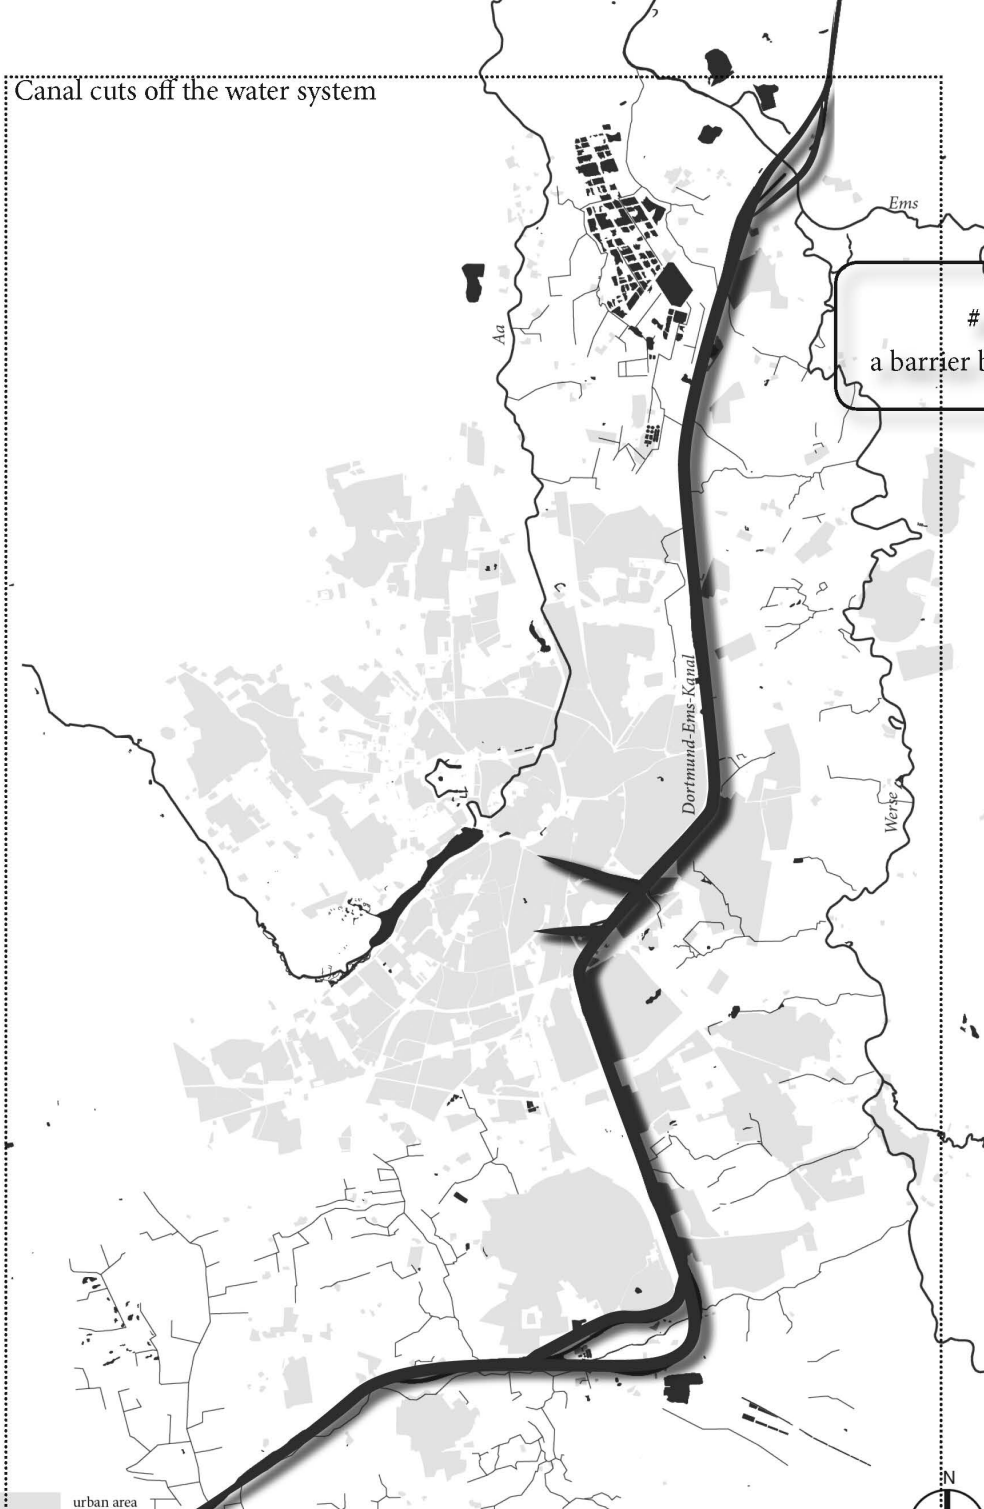 Canal cuts off the water system
Ems
#
a barrier b
Aa
Dortmund-Ems-Kanal
Werse
N
urban area